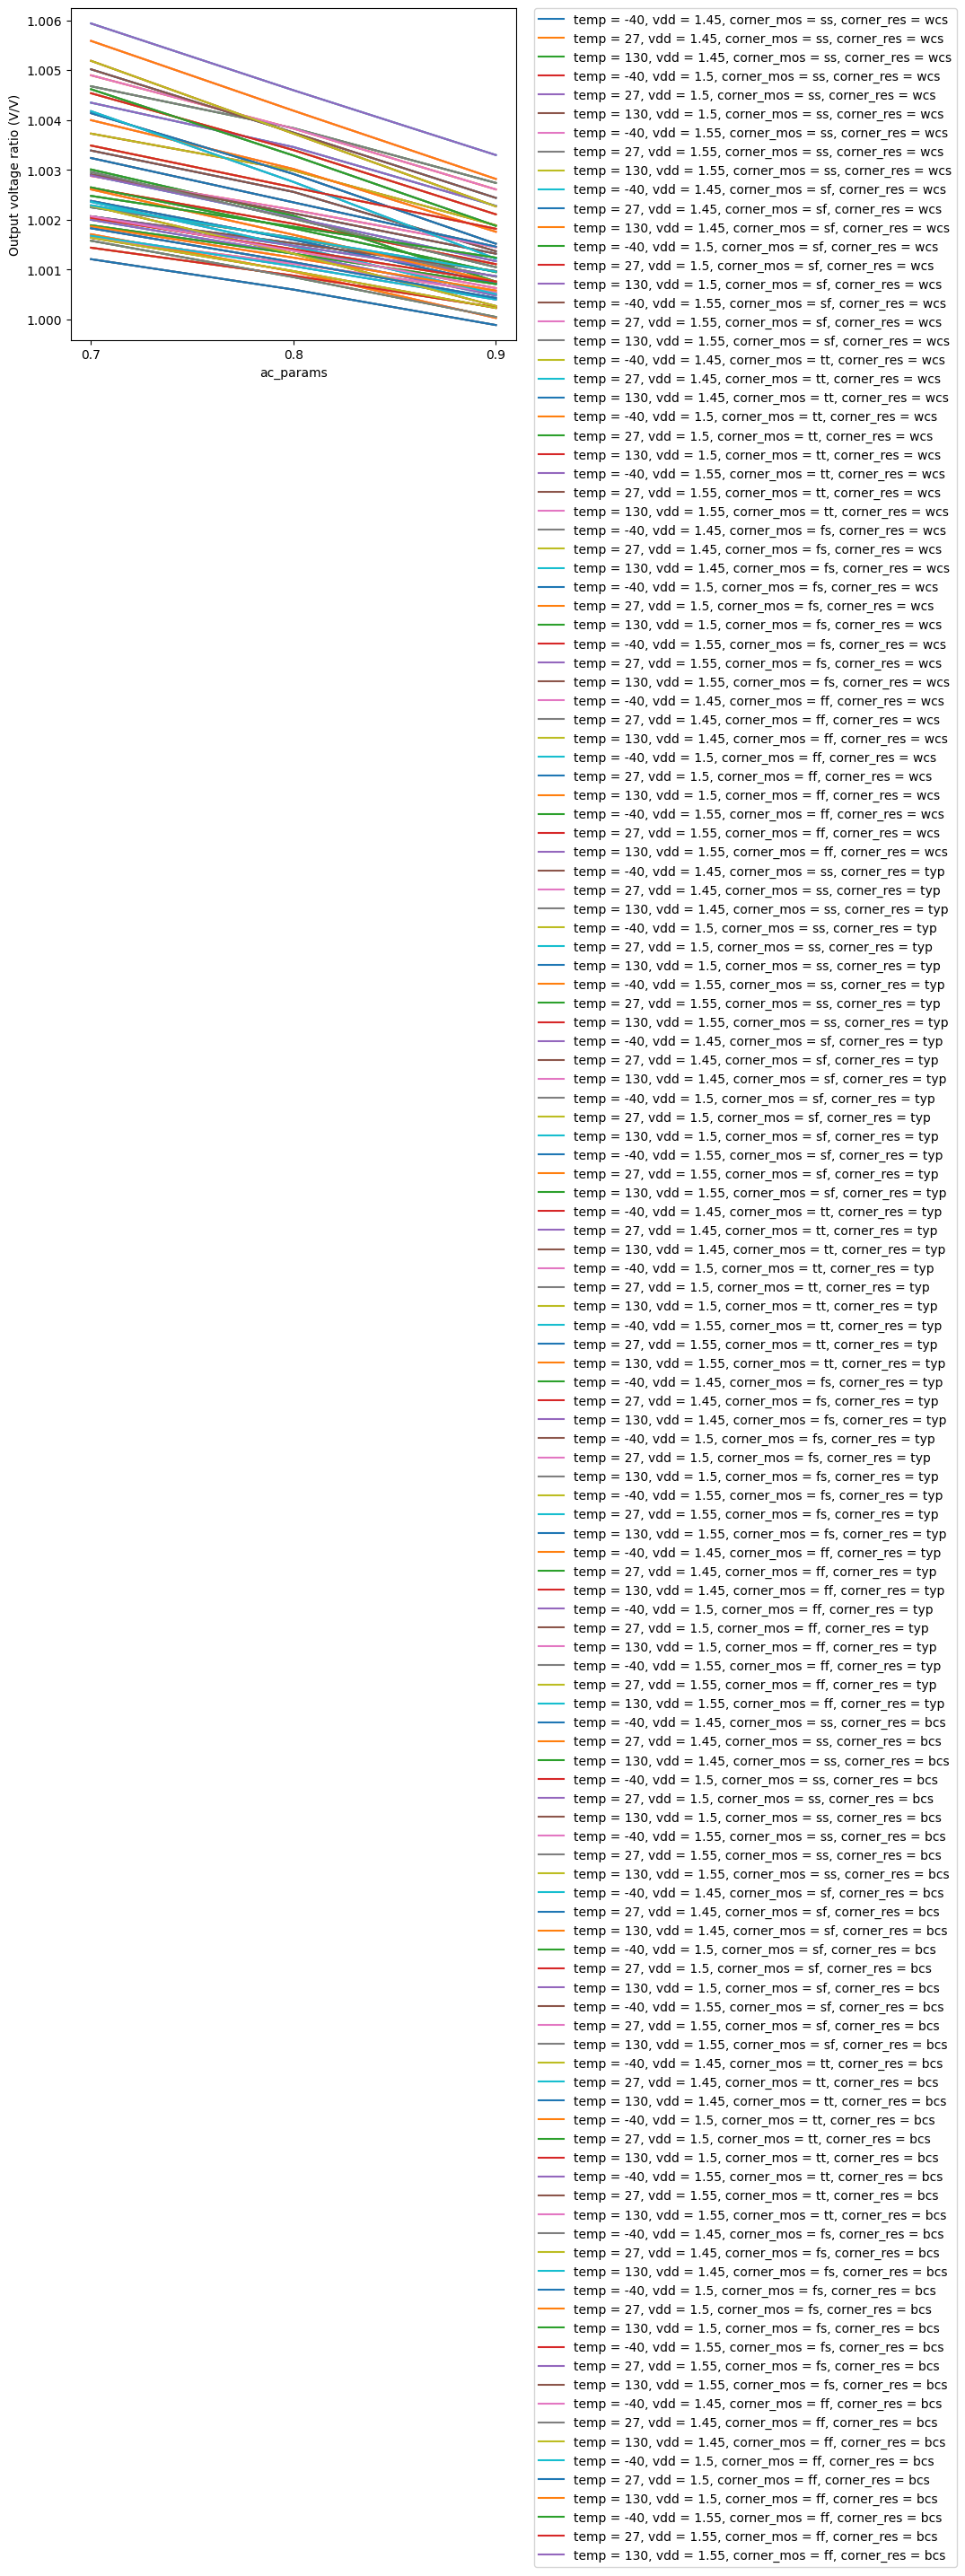 1.006
1.005
1.004
1.003
1.002
1.001
1.000
Output voltage ratio (V/V)
0.7
0.8
0.9
ac_params
temp = -40, vdd = 1.45, corner_mos = ss, corner_res = wcs
temp = 27, vdd = 1.45, corner_mos = ss, corner_res = wcs
temp = 130, vdd = 1.45, corner_mos = ss, corner_res = wcs
temp = -40, vdd = 1.5, corner_mos = ss, corner_res = wcs
temp = 27, vdd = 1.5, corner_mos = ss, corner_res = wcs
temp = 130, vdd = 1.5, corner_mos = ss, corner_res = wcs
temp = -40, vdd = 1.55, corner_mos = ss, corner_res = wcs
temp = 27, vdd = 1.55, corner_mos = ss, corner_res = wcs
temp = 130, vdd = 1.55, corner_mos = ss, corner_res = wcs
temp = -40, vdd = 1.45, corner_mos = sf, corner_res = wcs
temp = 27, vdd = 1.45, corner_mos = sf, corner_res = wcs
temp = 130, vdd = 1.45, corner_mos = sf, corner_res = wcs
temp = -40, vdd = 1.5, corner_mos = sf, corner_res = wcs
temp = 27, vdd = 1.5, corner_mos = sf, corner_res = wcs
temp = 130, vdd = 1.5, corner_mos = sf, corner_res = wcs
temp = -40, vdd = 1.55, corner_mos = sf, corner_res = wcs
temp = 27, vdd = 1.55, corner_mos = sf, corner_res = wcs
temp = 130, vdd = 1.55, corner_mos = sf, corner_res = wcs
temp = -40, vdd = 1.45, corner_mos = tt, corner_res = wcs
temp = 27, vdd = 1.45, corner_mos = tt, corner_res = wcs
temp = 130, vdd = 1.45, corner_mos = tt, corner_res = wcs
temp = -40, vdd = 1.5, corner_mos = tt, corner_res = wcs
temp = 27, vdd = 1.5, corner_mos = tt, corner_res = wcs
temp = 130, vdd = 1.5, corner_mos = tt, corner_res = wcs
temp = -40, vdd = 1.55, corner_mos = tt, corner_res = wcs
temp = 27, vdd = 1.55, corner_mos = tt, corner_res = wcs
temp = 130, vdd = 1.55, corner_mos = tt, corner_res = wcs
temp = -40, vdd = 1.45, corner_mos = fs, corner_res = wcs
temp = 27, vdd = 1.45, corner_mos = fs, corner_res = wcs
temp = 130, vdd = 1.45, corner_mos = fs, corner_res = wcs
temp = -40, vdd = 1.5, corner_mos = fs, corner_res = wcs
temp = 27, vdd = 1.5, corner_mos = fs, corner_res = wcs
temp = 130, vdd = 1.5, corner_mos = fs, corner_res = wcs
temp = -40, vdd = 1.55, corner_mos = fs, corner_res = wcs
temp = 27, vdd = 1.55, corner_mos = fs, corner_res = wcs
temp = 130, vdd = 1.55, corner_mos = fs, corner_res = wcs
temp = -40, vdd = 1.45, corner_mos = ff, corner_res = wcs
temp = 27, vdd = 1.45, corner_mos = ff, corner_res = wcs
temp = 130, vdd = 1.45, corner_mos = ff, corner_res = wcs
temp = -40, vdd = 1.5, corner_mos = ff, corner_res = wcs
temp = 27, vdd = 1.5, corner_mos = ff, corner_res = wcs
temp = 130, vdd = 1.5, corner_mos = ff, corner_res = wcs
temp = -40, vdd = 1.55, corner_mos = ff, corner_res = wcs
temp = 27, vdd = 1.55, corner_mos = ff, corner_res = wcs
temp = 130, vdd = 1.55, corner_mos = ff, corner_res = wcs
temp = -40, vdd = 1.45, corner_mos = ss, corner_res = typ
temp = 27, vdd = 1.45, corner_mos = ss, corner_res = typ
temp = 130, vdd = 1.45, corner_mos = ss, corner_res = typ
temp = -40, vdd = 1.5, corner_mos = ss, corner_res = typ
temp = 27, vdd = 1.5, corner_mos = ss, corner_res = typ
temp = 130, vdd = 1.5, corner_mos = ss, corner_res = typ
temp = -40, vdd = 1.55, corner_mos = ss, corner_res = typ
temp = 27, vdd = 1.55, corner_mos = ss, corner_res = typ
temp = 130, vdd = 1.55, corner_mos = ss, corner_res = typ
temp = -40, vdd = 1.45, corner_mos = sf, corner_res = typ
temp = 27, vdd = 1.45, corner_mos = sf, corner_res = typ
temp = 130, vdd = 1.45, corner_mos = sf, corner_res = typ
temp = -40, vdd = 1.5, corner_mos = sf, corner_res = typ
temp = 27, vdd = 1.5, corner_mos = sf, corner_res = typ
temp = 130, vdd = 1.5, corner_mos = sf, corner_res = typ
temp = -40, vdd = 1.55, corner_mos = sf, corner_res = typ
temp = 27, vdd = 1.55, corner_mos = sf, corner_res = typ
temp = 130, vdd = 1.55, corner_mos = sf, corner_res = typ
temp = -40, vdd = 1.45, corner_mos = tt, corner_res = typ
temp = 27, vdd = 1.45, corner_mos = tt, corner_res = typ
temp = 130, vdd = 1.45, corner_mos = tt, corner_res = typ
temp = -40, vdd = 1.5, corner_mos = tt, corner_res = typ
temp = 27, vdd = 1.5, corner_mos = tt, corner_res = typ
temp = 130, vdd = 1.5, corner_mos = tt, corner_res = typ
temp = -40, vdd = 1.55, corner_mos = tt, corner_res = typ
temp = 27, vdd = 1.55, corner_mos = tt, corner_res = typ
temp = 130, vdd = 1.55, corner_mos = tt, corner_res = typ
temp = -40, vdd = 1.45, corner_mos = fs, corner_res = typ
temp = 27, vdd = 1.45, corner_mos = fs, corner_res = typ
temp = 130, vdd = 1.45, corner_mos = fs, corner_res = typ
temp = -40, vdd = 1.5, corner_mos = fs, corner_res = typ
temp = 27, vdd = 1.5, corner_mos = fs, corner_res = typ
temp = 130, vdd = 1.5, corner_mos = fs, corner_res = typ
temp = -40, vdd = 1.55, corner_mos = fs, corner_res = typ
temp = 27, vdd = 1.55, corner_mos = fs, corner_res = typ
temp = 130, vdd = 1.55, corner_mos = fs, corner_res = typ
temp = -40, vdd = 1.45, corner_mos = ff, corner_res = typ
temp = 27, vdd = 1.45, corner_mos = ff, corner_res = typ
temp = 130, vdd = 1.45, corner_mos = ff, corner_res = typ
temp = -40, vdd = 1.5, corner_mos = ff, corner_res = typ
temp = 27, vdd = 1.5, corner_mos = ff, corner_res = typ
temp = 130, vdd = 1.5, corner_mos = ff, corner_res = typ
temp = -40, vdd = 1.55, corner_mos = ff, corner_res = typ
temp = 27, vdd = 1.55, corner_mos = ff, corner_res = typ
temp = 130, vdd = 1.55, corner_mos = ff, corner_res = typ
temp = -40, vdd = 1.45, corner_mos = ss, corner_res = bcs
temp = 27, vdd = 1.45, corner_mos = ss, corner_res = bcs
temp = 130, vdd = 1.45, corner_mos = ss, corner_res = bcs
temp = -40, vdd = 1.5, corner_mos = ss, corner_res = bcs
temp = 27, vdd = 1.5, corner_mos = ss, corner_res = bcs
temp = 130, vdd = 1.5, corner_mos = ss, corner_res = bcs
temp = -40, vdd = 1.55, corner_mos = ss, corner_res = bcs
temp = 27, vdd = 1.55, corner_mos = ss, corner_res = bcs
temp = 130, vdd = 1.55, corner_mos = ss, corner_res = bcs
temp = -40, vdd = 1.45, corner_mos = sf, corner_res = bcs
temp = 27, vdd = 1.45, corner_mos = sf, corner_res = bcs
temp = 130, vdd = 1.45, corner_mos = sf, corner_res = bcs
temp = -40, vdd = 1.5, corner_mos = sf, corner_res = bcs
temp = 27, vdd = 1.5, corner_mos = sf, corner_res = bcs
temp = 130, vdd = 1.5, corner_mos = sf, corner_res = bcs
temp = -40, vdd = 1.55, corner_mos = sf, corner_res = bcs
temp = 27, vdd = 1.55, corner_mos = sf, corner_res = bcs
temp = 130, vdd = 1.55, corner_mos = sf, corner_res = bcs
temp = -40, vdd = 1.45, corner_mos = tt, corner_res = bcs
temp = 27, vdd = 1.45, corner_mos = tt, corner_res = bcs
temp = 130, vdd = 1.45, corner_mos = tt, corner_res = bcs
temp = -40, vdd = 1.5, corner_mos = tt, corner_res = bcs
temp = 27, vdd = 1.5, corner_mos = tt, corner_res = bcs
temp = 130, vdd = 1.5, corner_mos = tt, corner_res = bcs
temp = -40, vdd = 1.55, corner_mos = tt, corner_res = bcs
temp = 27, vdd = 1.55, corner_mos = tt, corner_res = bcs
temp = 130, vdd = 1.55, corner_mos = tt, corner_res = bcs
temp = -40, vdd = 1.45, corner_mos = fs, corner_res = bcs
temp = 27, vdd = 1.45, corner_mos = fs, corner_res = bcs
temp = 130, vdd = 1.45, corner_mos = fs, corner_res = bcs
temp = -40, vdd = 1.5, corner_mos = fs, corner_res = bcs
temp = 27, vdd = 1.5, corner_mos = fs, corner_res = bcs
temp = 130, vdd = 1.5, corner_mos = fs, corner_res = bcs
temp = -40, vdd = 1.55, corner_mos = fs, corner_res = bcs
temp = 27, vdd = 1.55, corner_mos = fs, corner_res = bcs
temp = 130, vdd = 1.55, corner_mos = fs, corner_res = bcs
temp = -40, vdd = 1.45, corner_mos = ff, corner_res = bcs
temp = 27, vdd = 1.45, corner_mos = ff, corner_res = bcs
temp = 130, vdd = 1.45, corner_mos = ff, corner_res = bcs
temp = -40, vdd = 1.5, corner_mos = ff, corner_res = bcs
temp = 27, vdd = 1.5, corner_mos = ff, corner_res = bcs
temp = 130, vdd = 1.5, corner_mos = ff, corner_res = bcs
temp = -40, vdd = 1.55, corner_mos = ff, corner_res = bcs
temp = 27, vdd = 1.55, corner_mos = ff, corner_res = bcs
temp = 130, vdd = 1.55, corner_mos = ff, corner_res = bcs